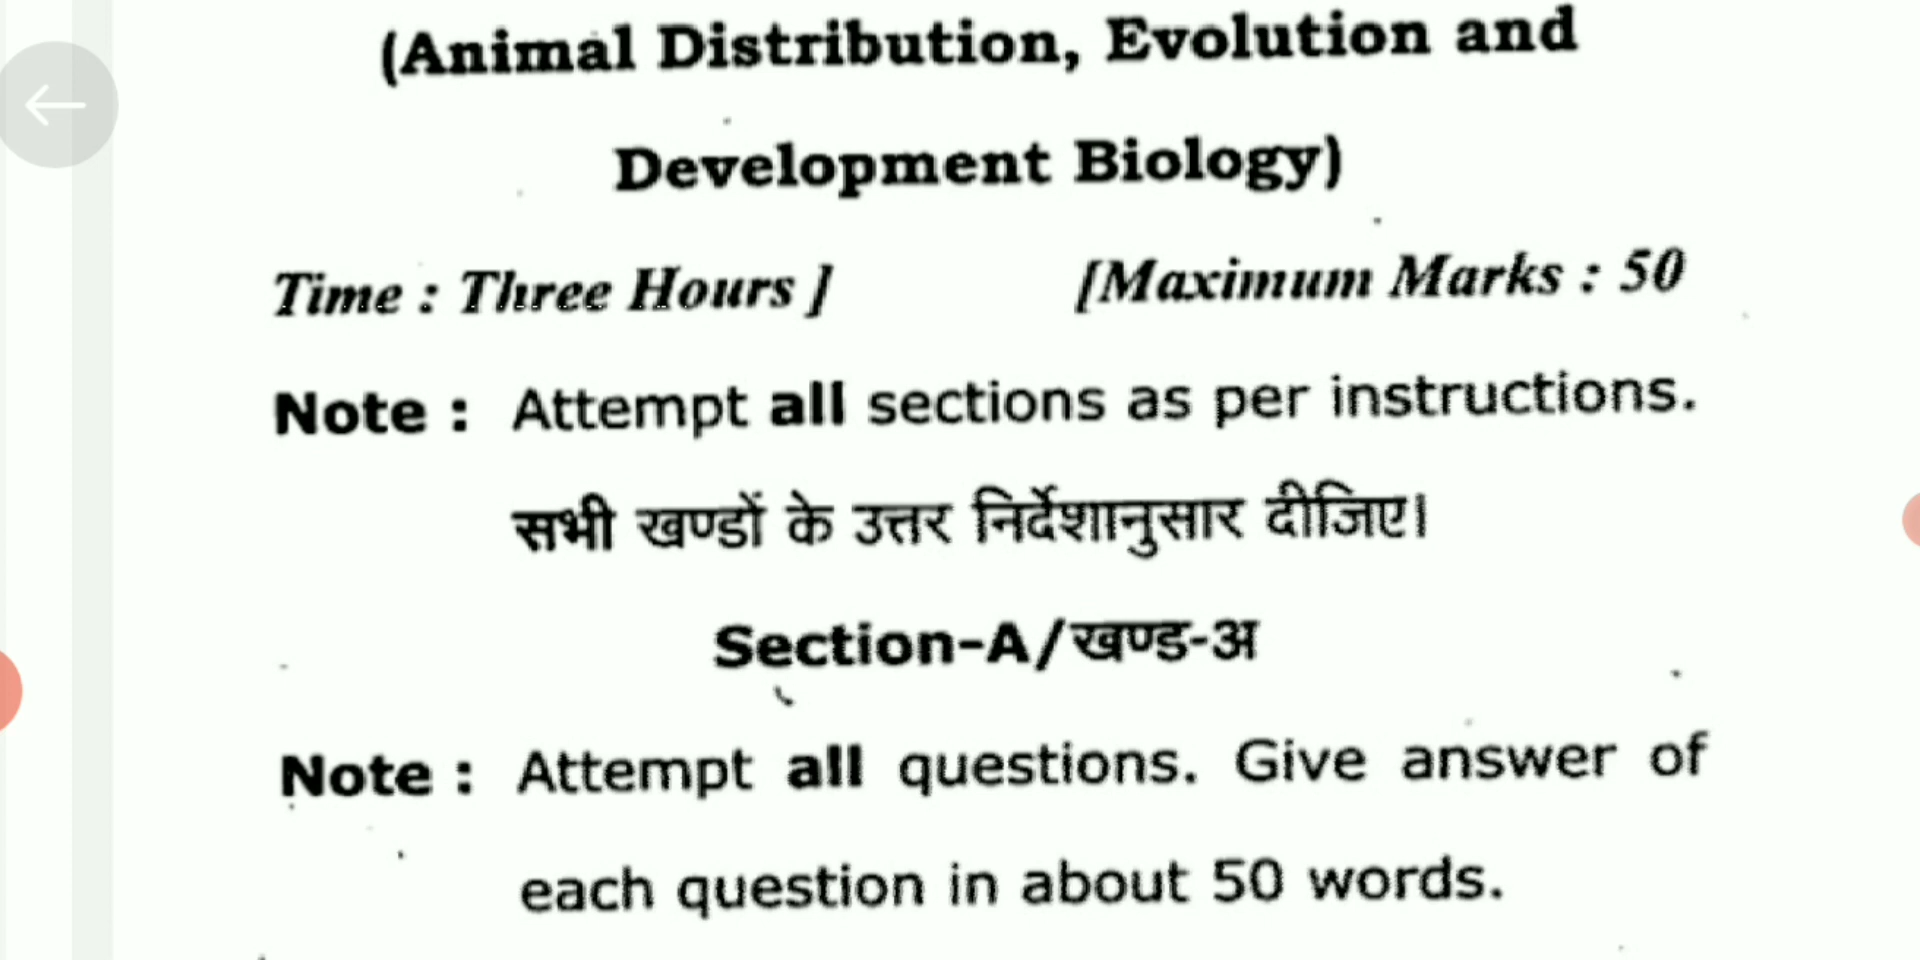 (Animal Distribution, Evolution and
Development Biology)
Time : Three Hours ] [Maximum Marks : 50
Note : Attempt all sections as per instructions.
सभी खण्डों के उत्तर निर्देशानुसार दीजिए।
Section-A/खण्ड-अ
Note : Attempt all questions. Give answer of
each question in about 50 words.